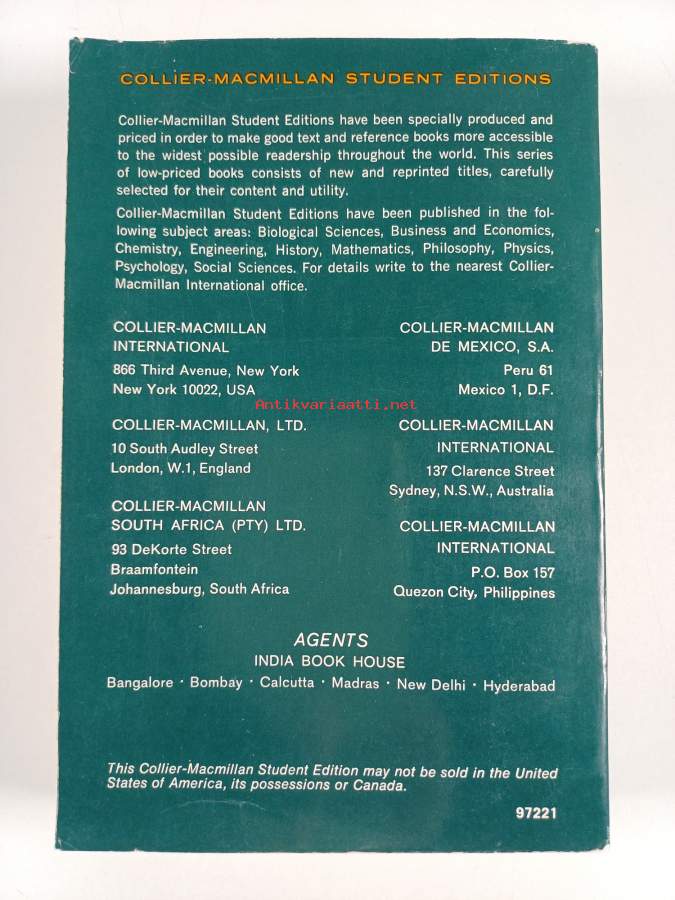 COLLIER-MACMILLAN STUDENT EDITIONS
Collier-Macmillan Student Editions have been specially produced and
priced in order to make good text and reference books more accessible
to the widest possible readership throughout the world. This series
of low-priced books consists of new and reprinted titles, carefully
selected for their content and utility.
Collier-Macmillan Student Editions have been published in the fol-
lowing subject areas: Biological Sciences, Business and Economics,
Chemistry, Engineering, History, Mathematics, Philosophy, Physics,
Psychology, Social Sciences. For details write to the nearest Collier-
Macmillan International office.
COLLIER-MACMILLAN
INTERNATIONAL
866 Third Avenue, New York
New York 10022, USA
COLLIER-MACMILLAN, LTD.
10 South Audley Street
London, W.1, England
COLLIER-MACMILLAN
SOUTH AFRICA (PTY) LTD.
93 DeKorte Street
Braamfontein
Johannesburg, South Africa
COLLIER-MACMILLAN
DE MEXICO, S.A.
Peru 61
Mexico 1, D.F.
Antikvariaatti.net
COLLIER-MACMILLAN
INTERNATIONAL
137 Clarence Street
Sydney, N.S.W., Australia
COLLIER-MACMILLAN
INTERNATIONAL
P.O. Box 157
Quezon City, Philippines
AGENTS
INDIA BOOK HOUSE
Bangalore · Bombay · Calcutta · Madras · New Delhi · Hyderabad
This Collier-Macmillan Student Edition may not be sold in the United
States of America, its possessions or Canada.
97221